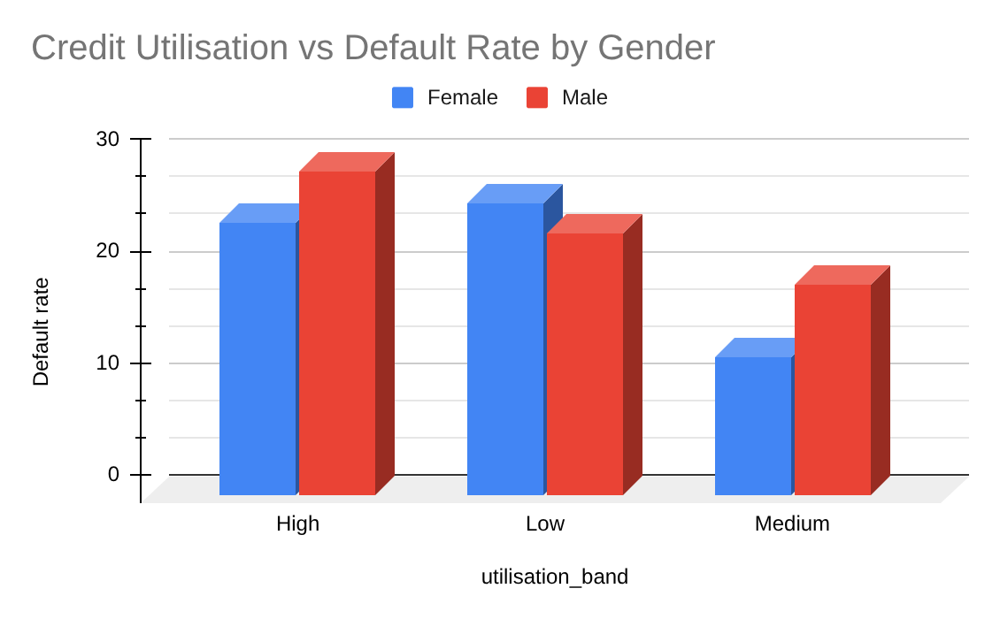 Credit Utilisation vs Default Rate by Gender
Female Male
30
20
10
0
Default rate
High Low Medium
utilisation_band